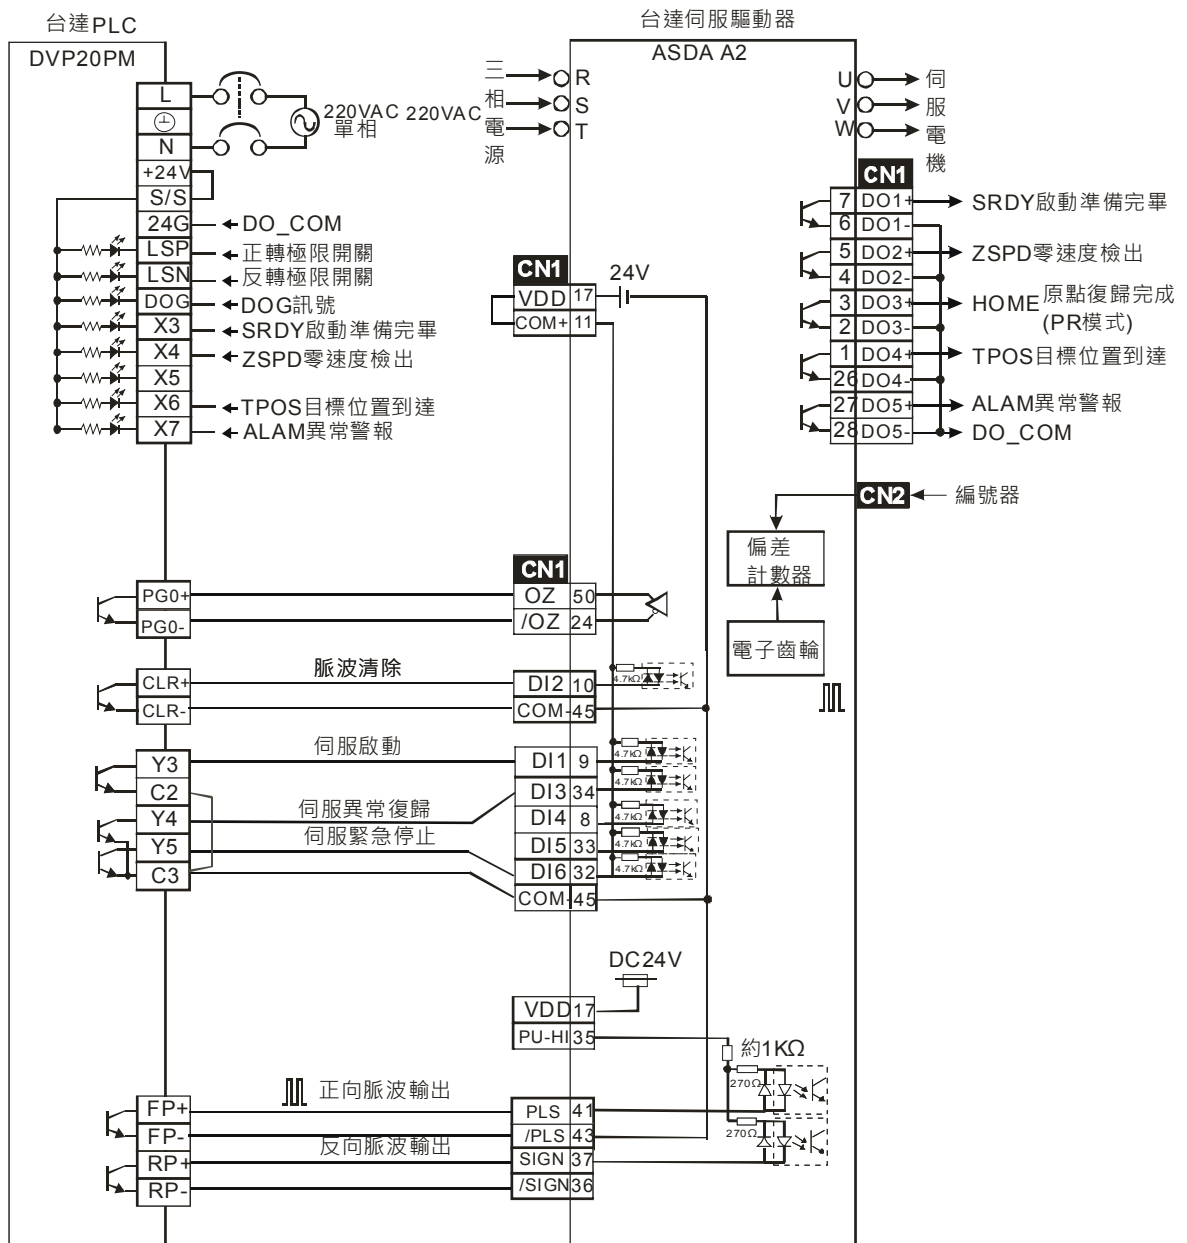 台達PLC
DVP20PM
L
N
+24V
S/S
24G
LSP
LSN
DOG
X3
X4
X5
X6
X7
220VAC
單相
DO_COM
正轉極限開關
反轉極限開關
DOG訊號
SRDY啟動準備完畢
ZSPD零速度檢出
TPOS目標位置到達
ALAM異常警報
台達伺服驅動器
ASDA A2
220VAC
三相電源
R
S
T
U
V
W
伺服電機
CN1
7 DO1+
6 DO1-
5 DO2+
4 DO2-
3 DO3+
2 DO3-
1 DO4+
26 DO4-
27 DO5+
28 DO5-
SRDY啟動準備完畢
ZSPD零速度檢出
HOME原點復歸完成
(PR模式)
TPOS目標位置到達
ALAM異常警報
DO_COM
CN2
編號器
偏差
計數器
電子齒輪
CN1
24V
VDD 17
COM+ 11
CN1
PG0+
PG0-
OZ 50
/OZ 24
CLR+
CLR-
脈波清除
DI2 10
COM- 45
4.7kΩ
Y3
C2
Y4
Y5
C3
伺服啟動
伺服異常復歸
伺服緊急停止
DI1 9
DI3 34
DI4 8
DI5 33
DI6 32
COM- 45
4.7kΩ
4.7kΩ
4.7kΩ
4.7kΩ
4.7kΩ
DC24V
VDD 17
PU-HI 35
約1KΩ
270Ω
270Ω
FP+
FP-
RP+
RP-
正向脈波輸出
反向脈波輸出
PLS 41
/PLS 43
SIGN 37
/SIGN 36